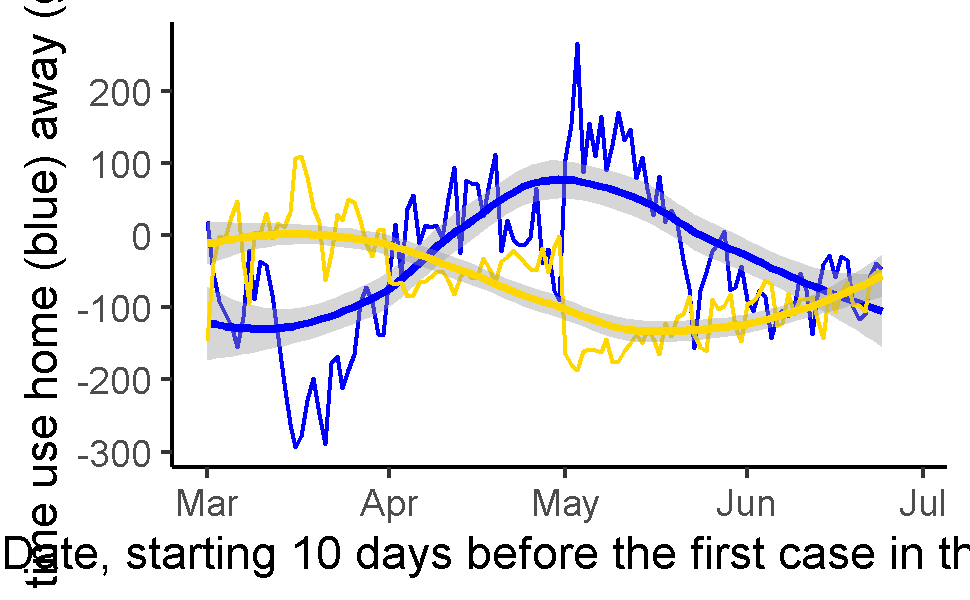 time use home (blue) away (g
200
100
0
-100
-200
-300
Mar Apr May Jun Jul
Date, starting 10 days before the first case in th